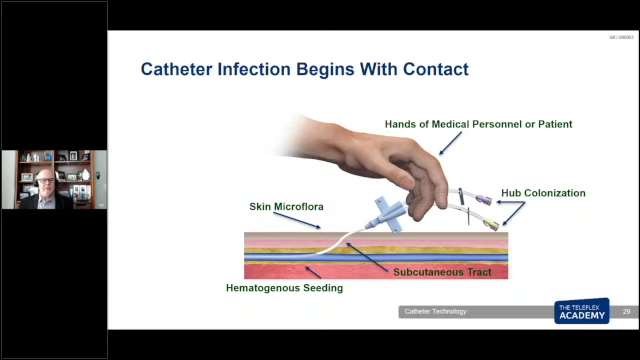 Catheter Infection Begins With Contact
Hands of Medical Personnel or Patient
Hub Colonization
Skin Microflora
Subcutaneous Tract
Hematogenous Seeding
Catheter Technology
THE TELEFLEX
ACADEMY
29